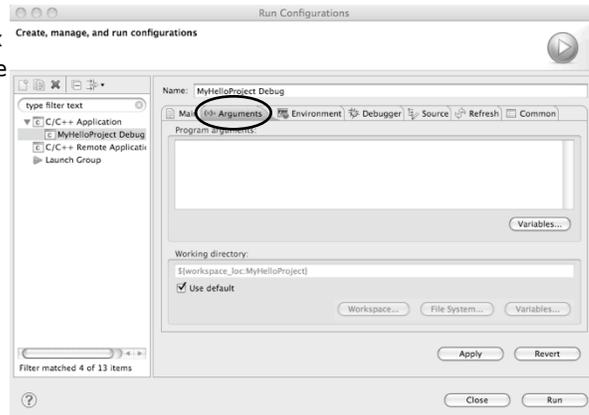 Run Configurations
Create, manage, and run configurations
e
Name: MyHelloProject Debug
type filter text
Main Arguments Environment Debugger Source Refresh Common
C/C++ Application
MyHelloProject Debug
C/C++ Remote Applicatio
Launch Group
Program arguments:
Variables...
Working directory:
${workspace_loc:MyHelloProject}
Use default
Workspace... File System... Variables...
Filter matched 4 of 13 items
Apply Revert
? Close Run